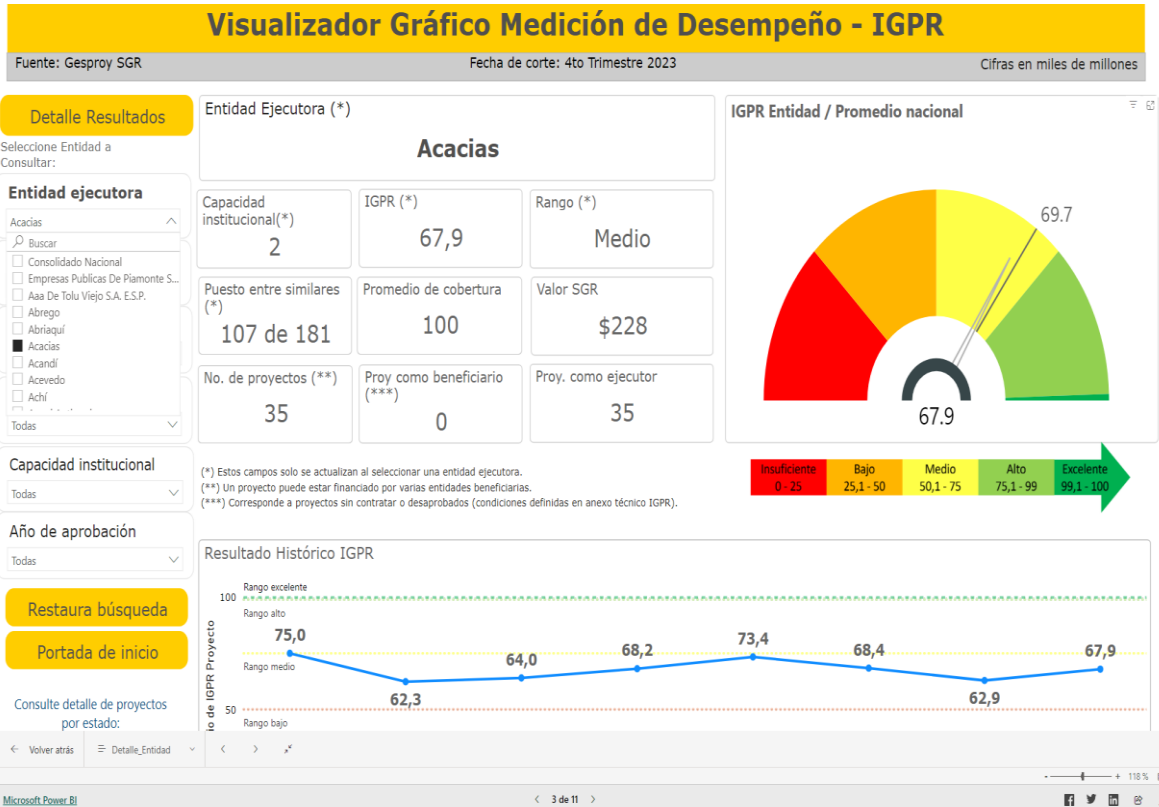 Visualizador Gráfico Medición de Desempeño - IGPR
Fuente: Gesproy SGR
Fecha de corte: 4to Trimestre 2023
Cifras en miles de millones
Detalle Resultados
Seleccione Entidad a
Consultar:
Entidad ejecutora
Acacias
Buscar
Consolidado Nacional
Empresas Publicas De Piamonte S...
Aaa De Tolu Viejo S.A. E.S.P.
Abrego
Abriaquí
Acacias
Acandí
Acevedo
Achí
Todas
Capacidad institucional
Todas
Año de aprobación
Todas
Restaura búsqueda
Portada de inicio
Consulte detalle de proyectos
por estado:
Entidad Ejecutora (*)
Acacias
Capacidad
institucional(*)
2
IGPR (*)
67,9
Rango (*)
Medio
Puesto entre similares
(*)
107 de 181
Promedio de cobertura
100
Valor SGR
$228
No. de proyectos (**)
35
Proy como beneficiario
(***)
0
Proy. como ejecutor
35
(*) Estos campos solo se actualizan al seleccionar una entidad ejecutora.
(**) Un proyecto puede estar financiado por varias entidades beneficiarias.
(***) Corresponde a proyectos sin contratar o desaprobados (condiciones definidas en anexo técnico IGPR).
IGPR Entidad / Promedio nacional
69.7
67.9
Insuficiente
0 - 25
Bajo
25,1 - 50
Medio
50,1 - 75
Alto
75,1 - 99
Excelente
99,1 - 100
Resultado Histórico IGPR
Rango excelente
100
Rango alto
75,0
62,3
64,0
68,2
73,4
68,4
62,9
67,9
Rango medio
50
Rango bajo
de IGPR Proyecto
Volver atrás
Detalle_Entidad
- + 118 %
Microsoft Power BI
< 3 de 11 >